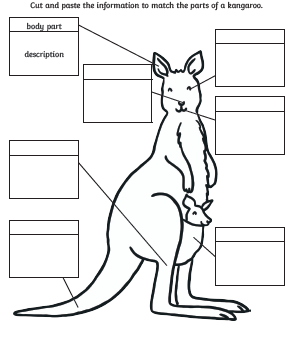 Cut and paste the information to match the parts of a kangaroo.
body part
description